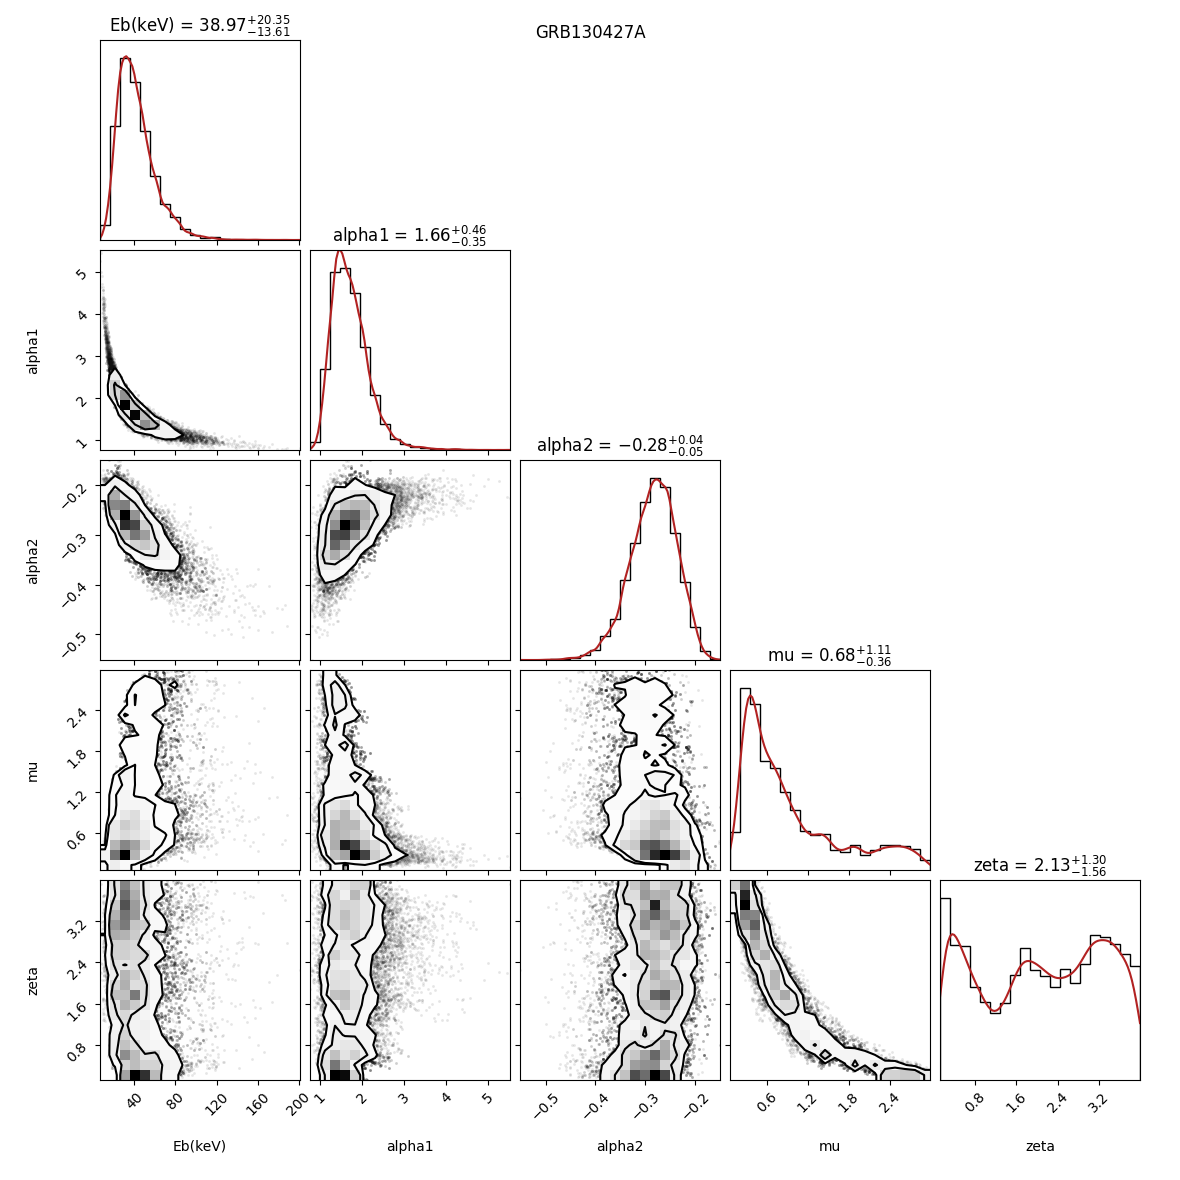 GRB130427A
Eb(keV) = 38.97+20.35−13.61
alpha1 = 1.66+0.46−0.35
5
4
3
2
1
alpha1
alpha2 = −0.28+0.04−0.05
−0.2
−0.3
−0.4
−0.5
alpha2
mu = 0.68+1.11−0.36
2.4
1.8
1.2
0.6
mu
zeta = 2.13+1.30−1.56
3.2
2.4
1.6
0.8
zeta
40 80 120 160 200 1 2 3 4 5 −0.5 −0.4 −0.3 −0.2 0.6 1.2 1.8 2.4 0.8 1.6 2.4 3.2
Eb(keV) alpha1 alpha2 mu zeta